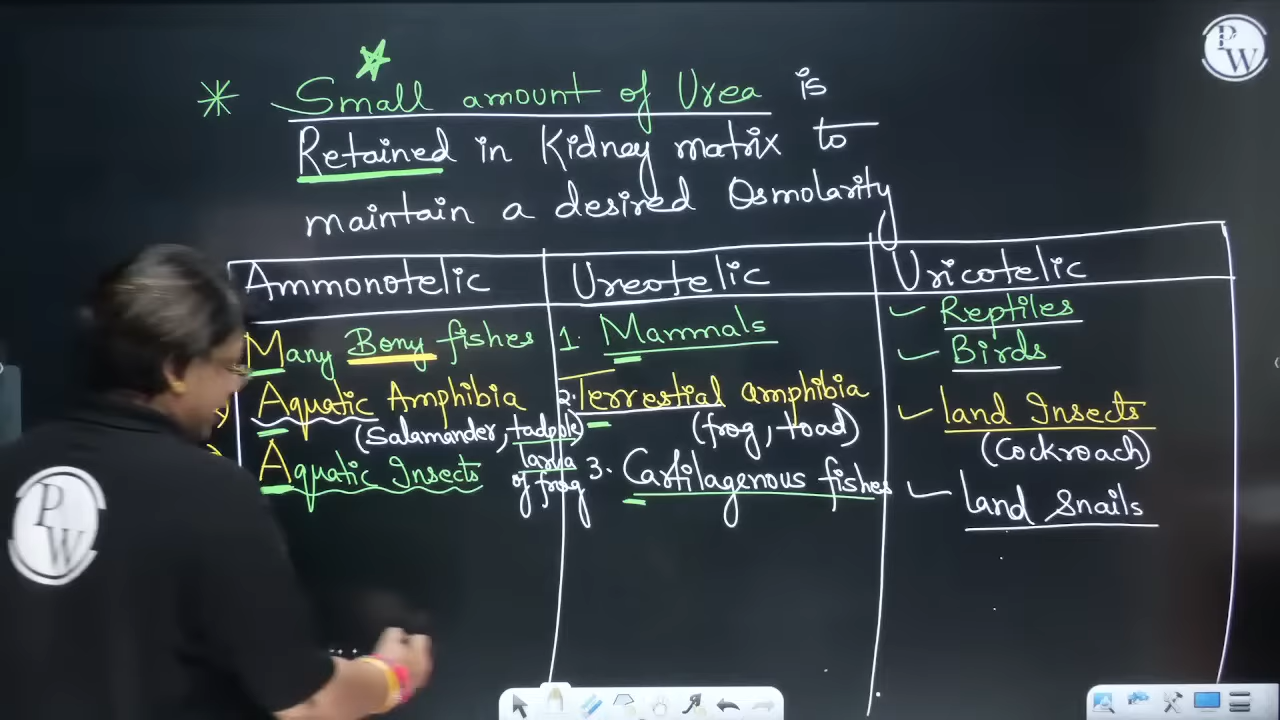 PW
* Small amount of Urea is
Retained in Kidney matrix to
maintain a desired Osmolarity
Ammonotelic Ureotelic Uricotelic
Many Bony fishes
Aquatic Amphibia
(Salamander, tadpole)
larva
of frog
Aquatic Insects
1. Mammals
2. Terrestial amphibia
(frog, toad)
3. Cartilagenous fishes
Reptiles
Birds
land Insects
(Cockroach)
land Snails
PW